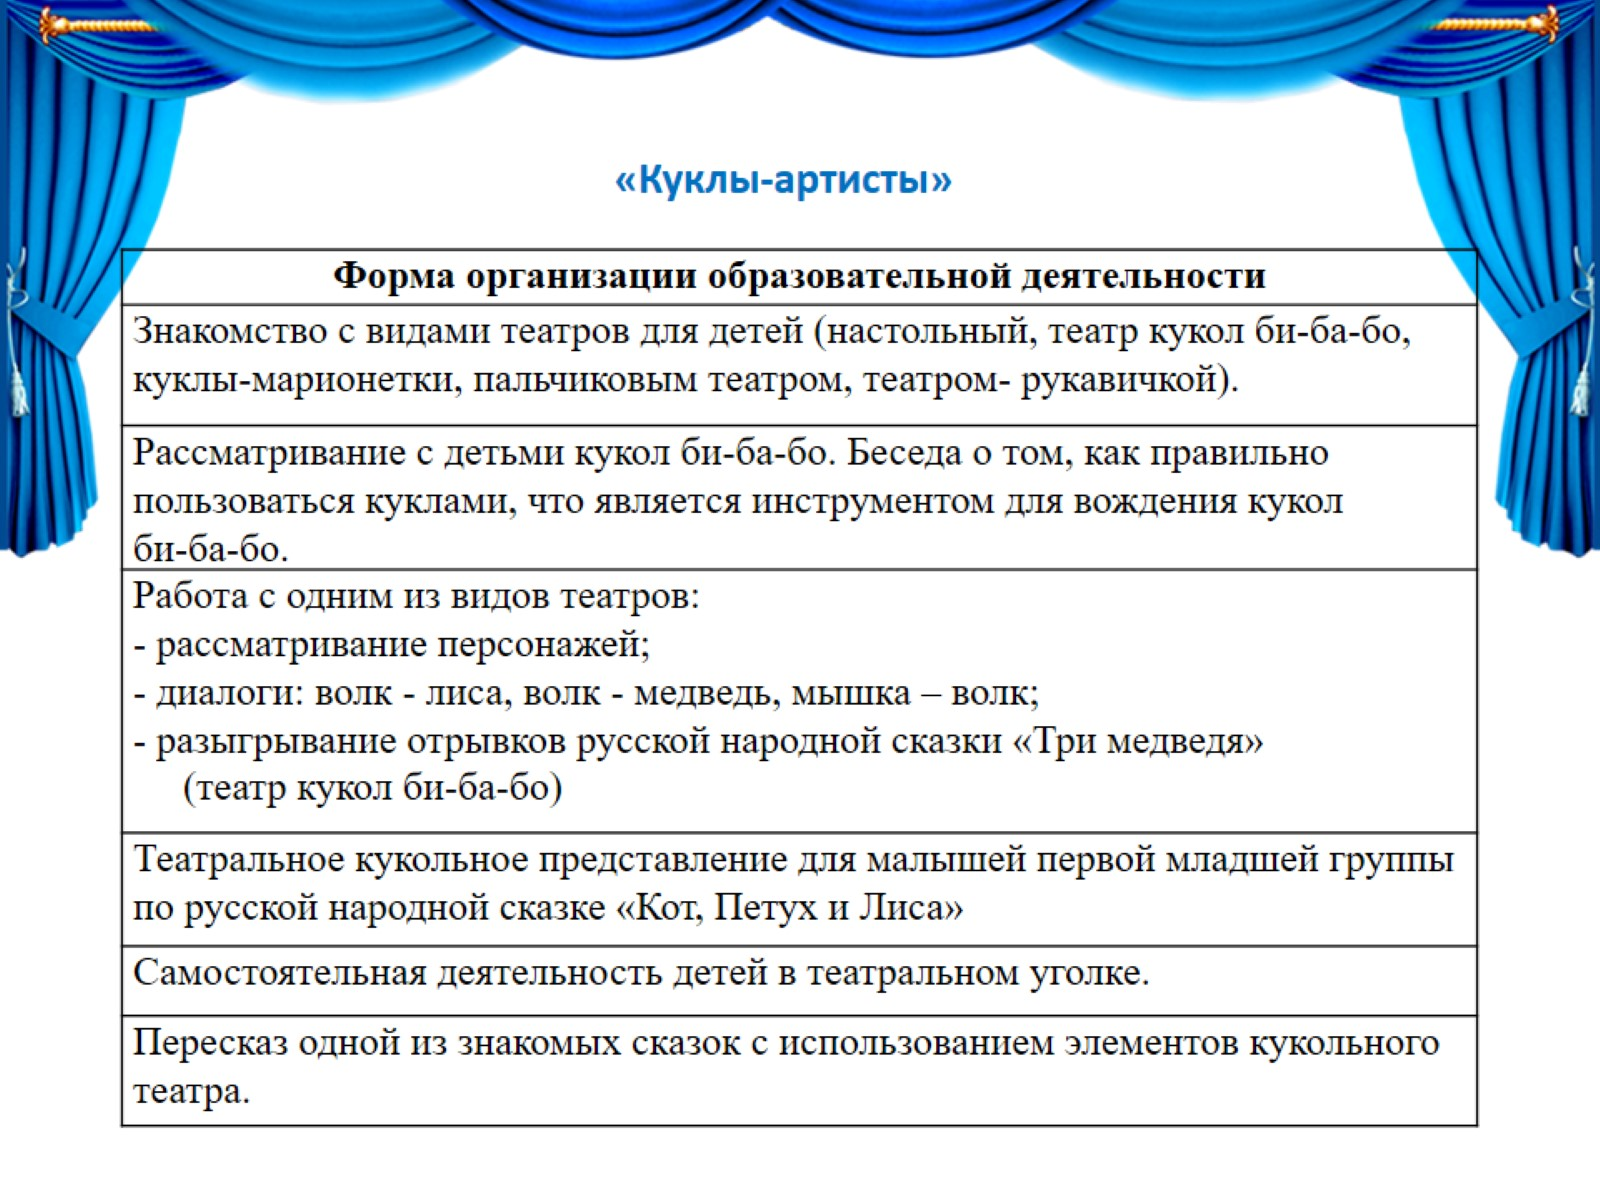 «Куклы-артисты»
Форма организации образовательной деятельности
Знакомство с видами театров для детей (настольный, театр кукол би-ба-бо,
куклы-марионетки, пальчиковым театром, театром- рукавичкой).
Рассматривание с детьми кукол би-ба-бо. Беседа о том, как правильно
пользоваться куклами, что является инструментом для вождения кукол
би-ба-бо.
Работа с одним из видов театров:
- рассматривание персонажей;
- диалоги: волк - лиса, волк - медведь, мышка – волк;
- разыгрывание отрывков русской народной сказки «Три медведя»
(театр кукол би-ба-бо)
Театральное кукольное представление для малышей первой младшей группы
по русской народной сказке «Кот, Петух и Лиса»
Самостоятельная деятельность детей в театральном уголке.
Пересказ одной из знакомых сказок с использованием элементов кукольного
театра.